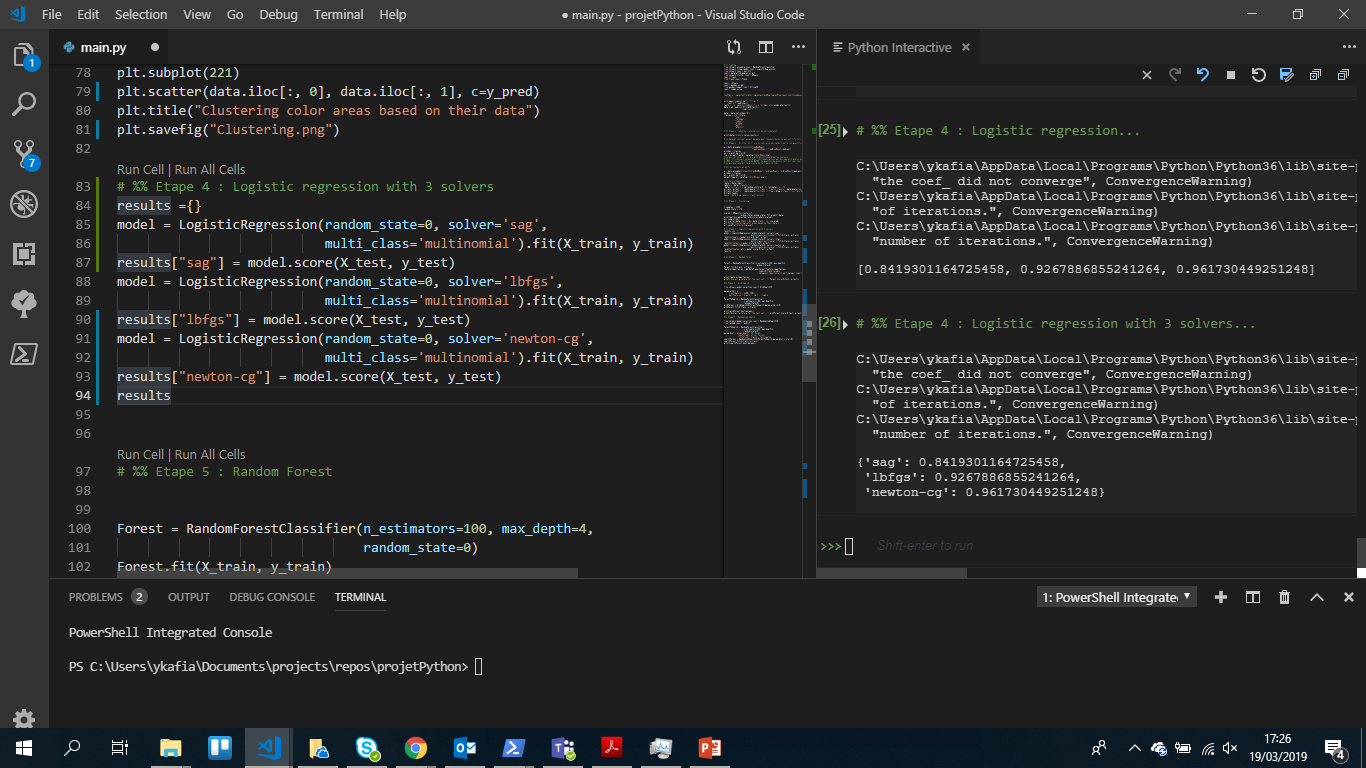 File Edit Selection View Go Debug Terminal Help
● main.py - projetPython - Visual Studio Code
main.py ●
78 plt.subplot(221)
79 plt.scatter(data.iloc[:, 0], data.iloc[:, 1], c=y_pred)
80 plt.title("Clustering color areas based on their data")
81 plt.savefig("Clustering.png")
82
Run Cell | Run All Cells
83 # %% Etape 4 : Logistic regression with 3 solvers
84 results ={}
85 model = LogisticRegression(random_state=0, solver='sag',
86 multi_class='multinomial').fit(X_train, y_train)
87 results["sag"] = model.score(X_test, y_test)
88 model = LogisticRegression(random_state=0, solver='lbfgs',
89 multi_class='multinomial').fit(X_train, y_train)
90 results["lbfgs"] = model.score(X_test, y_test)
91 model = LogisticRegression(random_state=0, solver='newton-cg',
92 multi_class='multinomial').fit(X_train, y_train)
93 results["newton-cg"] = model.score(X_test, y_test)
94 results
95
96
Run Cell | Run All Cells
97 # %% Etape 5 : Random Forest
98
99
100 Forest = RandomForestClassifier(n_estimators=100, max_depth=4,
101 random_state=0)
102 Forest.fit(X_train, y_train)
Python Interactive
[25] # %% Etape 4 : Logistic regression...
C:\Users\ykafia\AppData\Local\Programs\Python\Python36\lib\site-p
"the coef_ did not converge", ConvergenceWarning)
C:\Users\ykafia\AppData\Local\Programs\Python\Python36\lib\site-p
"of iterations.", ConvergenceWarning)
C:\Users\ykafia\AppData\Local\Programs\Python\Python36\lib\site-p
"number of iterations.", ConvergenceWarning)
[0.8419301164725458, 0.9267886855241264, 0.961730449251248]
[26] # %% Etape 4 : Logistic regression with 3 solvers...
C:\Users\ykafia\AppData\Local\Programs\Python\Python36\lib\site-p
"the coef_ did not converge", ConvergenceWarning)
C:\Users\ykafia\AppData\Local\Programs\Python\Python36\lib\site-p
"of iterations.", ConvergenceWarning)
C:\Users\ykafia\AppData\Local\Programs\Python\Python36\lib\site-p
"number of iterations.", ConvergenceWarning)
{'sag': 0.8419301164725458,
'lbfgs': 0.9267886855241264,
'newton-cg': 0.961730449251248}
>>> Shift-enter to run
1
7
PROBLEMS 2 OUTPUT DEBUG CONSOLE TERMINAL
1: PowerShell Integrate
PowerShell Integrated Console
PS C:\Users\ykafia\Documents\projects\repos\projetPython>
17:26
19/03/2019
4